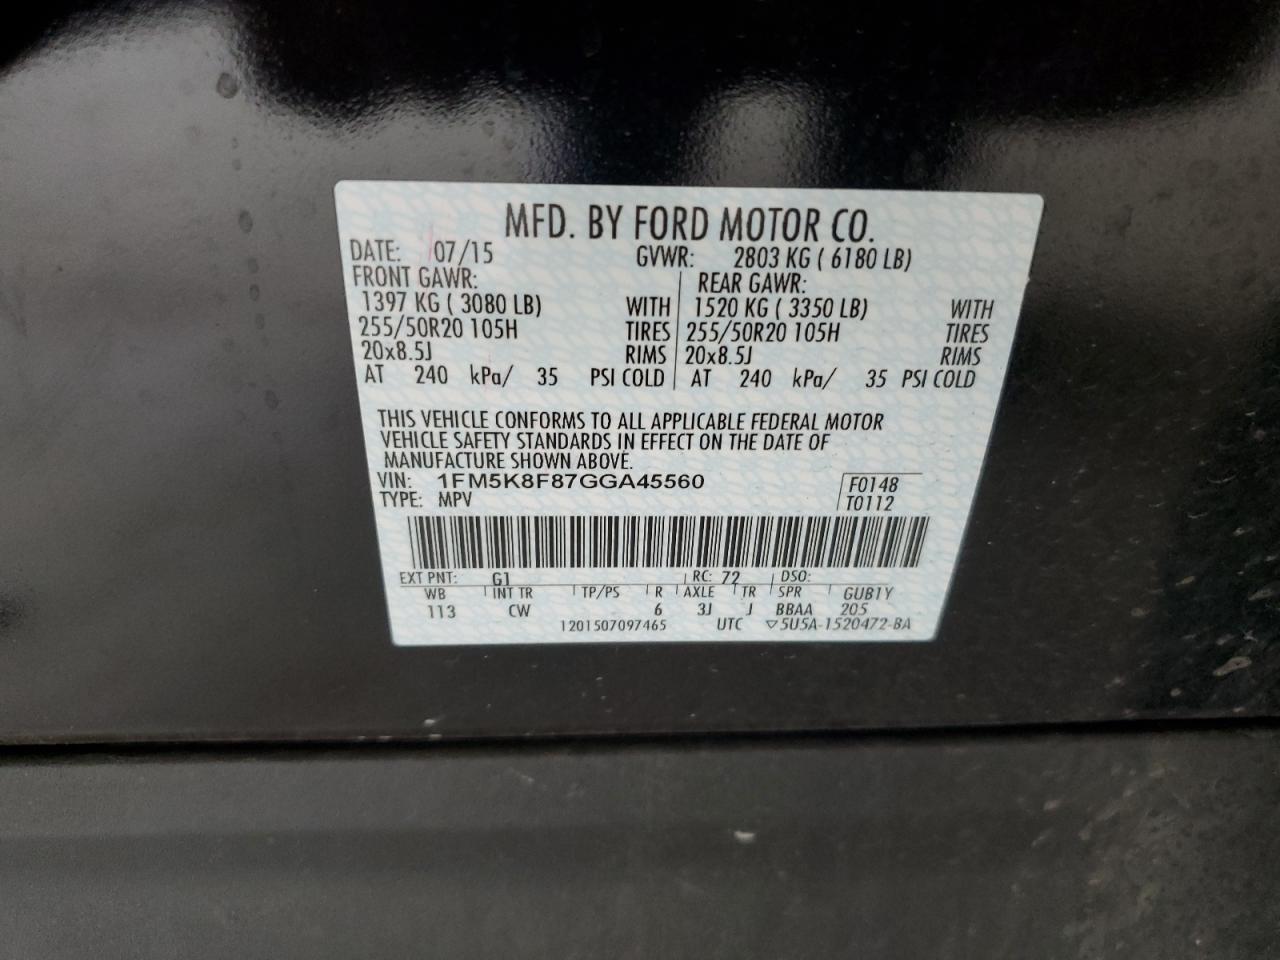 MFD. BY FORD MOTOR CO.
DATE: 07/15 GVWR: 2803 KG ( 6180 LB)
FRONT GAWR: REAR GAWR:
1397 KG ( 3080 LB) WITH 1520 KG ( 3350 LB) WITH
255/50R20 105H TIRES 255/50R20 105H TIRES
20x8.5J RIMS 20x8.5J RIMS
AT 240 kPa/ 35 PSI COLD AT 240 kPa/ 35 PSI COLD
THIS VEHICLE CONFORMS TO ALL APPLICABLE FEDERAL MOTOR
VEHICLE SAFETY STANDARDS IN EFFECT ON THE DATE OF
MANUFACTURE SHOWN ABOVE.
VIN: 1FM5K8F87GGA45560 F0148
TYPE: MPV T0112
EXT PNT: G1 RC: 72 DSO:
WB INT TR TP/PS R AXLE TR SPR GUB1Y
113 CW 6 3J J BBAA 205
1201507097465 UTC ▽5U5A-1520472-BA